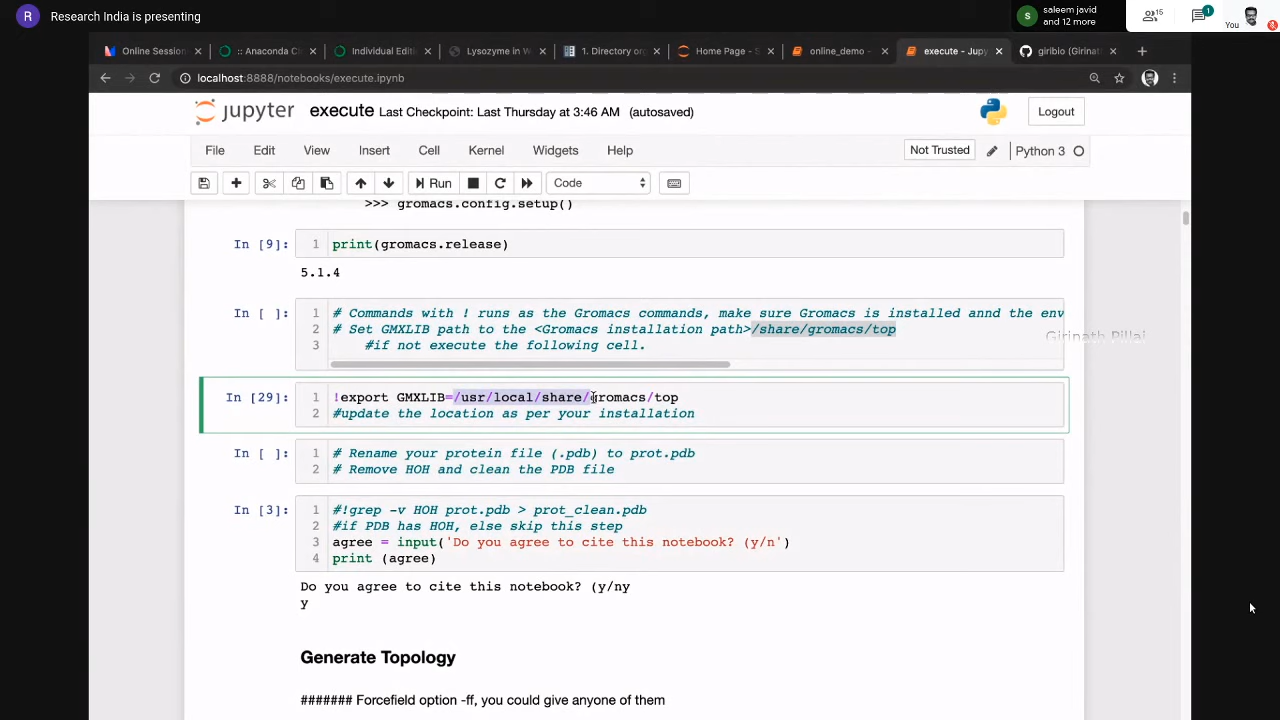 R Research India is presenting
S saleem javid
and 12 more
15
1
You
Online Session
:: Anaconda Cl
Individual Editi
Lysozyme in W
1. Directory org
Home Page - S
online_demo -
execute - Jupy
giribio (Girinat
localhost:8888/notebooks/execute.ipynb
jupyter execute Last Checkpoint: Last Thursday at 3:46 AM (autosaved)
Logout
File Edit View Insert Cell Kernel Widgets Help
Not Trusted
Python 3
Run
Code
>>> gromacs.config.setup()
In [9]: 1 print(gromacs.release)
5.1.4
In [ ]: 1 # Commands with ! runs as the Gromacs commands, make sure Gromacs is installed annd the env
2 # Set GMXLIB path to the <Gromacs installation path>/share/gromacs/top
3 #if not execute the following cell.
Girinath Pillai
In [29]: 1 !export GMXLIB=/usr/local/share/gromacs/top
2 #update the location as per your installation
In [ ]: 1 # Rename your protein file (.pdb) to prot.pdb
2 # Remove HOH and clean the PDB file
In [3]: 1 #!grep -v HOH prot.pdb > prot_clean.pdb
2 #if PDB has HOH, else skip this step
3 agree = input('Do you agree to cite this notebook? (y/n')
4 print (agree)
Do you agree to cite this notebook? (y/ny
y
Generate Topology
####### Forcefield option -ff, you could give anyone of them